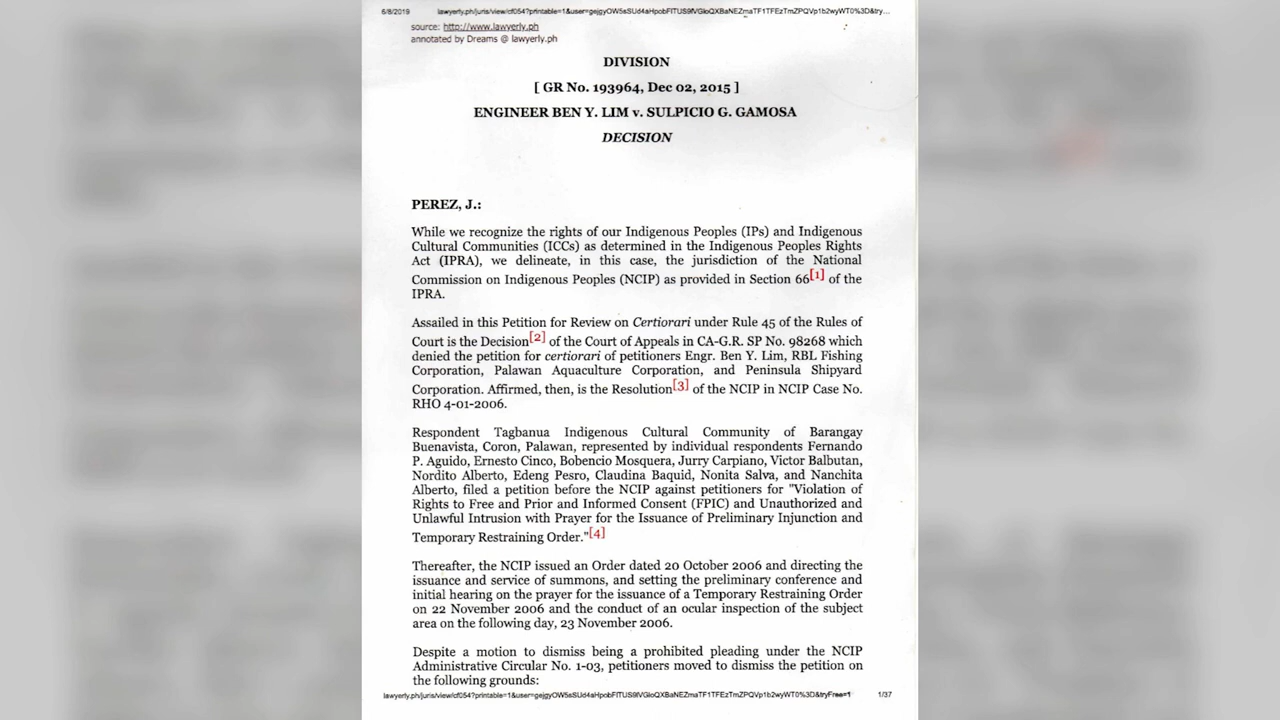 6/8/2019
lawyerly.ph/juris/view/cf054?printable=1&user=gejgyOW5sSUd4aHpobFlTUS9fVGloQXBaNEZmaTF1TFEzTmZPQVp1b2wyWT0%3D&try…
source: http://www.lawyerly.ph
annotated by Dreams @ lawyerly.ph
DIVISION
[ GR No. 193964, Dec 02, 2015 ]
ENGINEER BEN Y. LIM v. SULPICIO G. GAMOSA
DECISION
PEREZ, J.:
While we recognize the rights of our Indigenous Peoples (IPs) and Indigenous
Cultural Communities (ICCs) as determined in the Indigenous Peoples Rights
Act (IPRA), we delineate, in this case, the jurisdiction of the National
Commission on Indigenous Peoples (NCIP) as provided in Section 66[1] of the
IPRA.
Assailed in this Petition for Review on Certiorari under Rule 45 of the Rules of
Court is the Decision[2] of the Court of Appeals in CA-G.R. SP No. 98268 which
denied the petition for certiorari of petitioners Engr. Ben Y. Lim, RBL Fishing
Corporation, Palawan Aquaculture Corporation, and Peninsula Shipyard
Corporation. Affirmed, then, is the Resolution[3] of the NCIP in NCIP Case No.
RHO 4-01-2006.
Respondent Tagbanua Indigenous Cultural Community of Barangay
Buenavista, Coron, Palawan, represented by individual respondents Fernando
P. Aguido, Ernesto Cinco, Bobencio Mosquera, Jurry Carpiano, Victor Balbutan,
Nordito Alberto, Edeng Pesro, Claudina Baquid, Nonita Salva, and Nanchita
Alberto, filed a petition before the NCIP against petitioners for "Violation of
Rights to Free and Prior and Informed Consent (FPIC) and Unauthorized and
Unlawful Intrusion with Prayer for the Issuance of Preliminary Injunction and
Temporary Restraining Order."[4]
Thereafter, the NCIP issued an Order dated 20 October 2006 and directing the
issuance and service of summons, and setting the preliminary conference and
initial hearing on the prayer for the issuance of a Temporary Restraining Order
on 22 November 2006 and the conduct of an ocular inspection of the subject
area on the following day, 23 November 2006.
Despite a motion to dismiss being a prohibited pleading under the NCIP
Administrative Circular No. 1-03, petitioners moved to dismiss the petition on
the following grounds:
lawyerly.ph/juris/view/cf054?printable=1&user=gejgyOW5sSUd4aHpobFlTUS9fVGloQXBaNEZmaTF1TFEzTmZPQVp1b2wyWT0%3D&tryFree=1
1/37